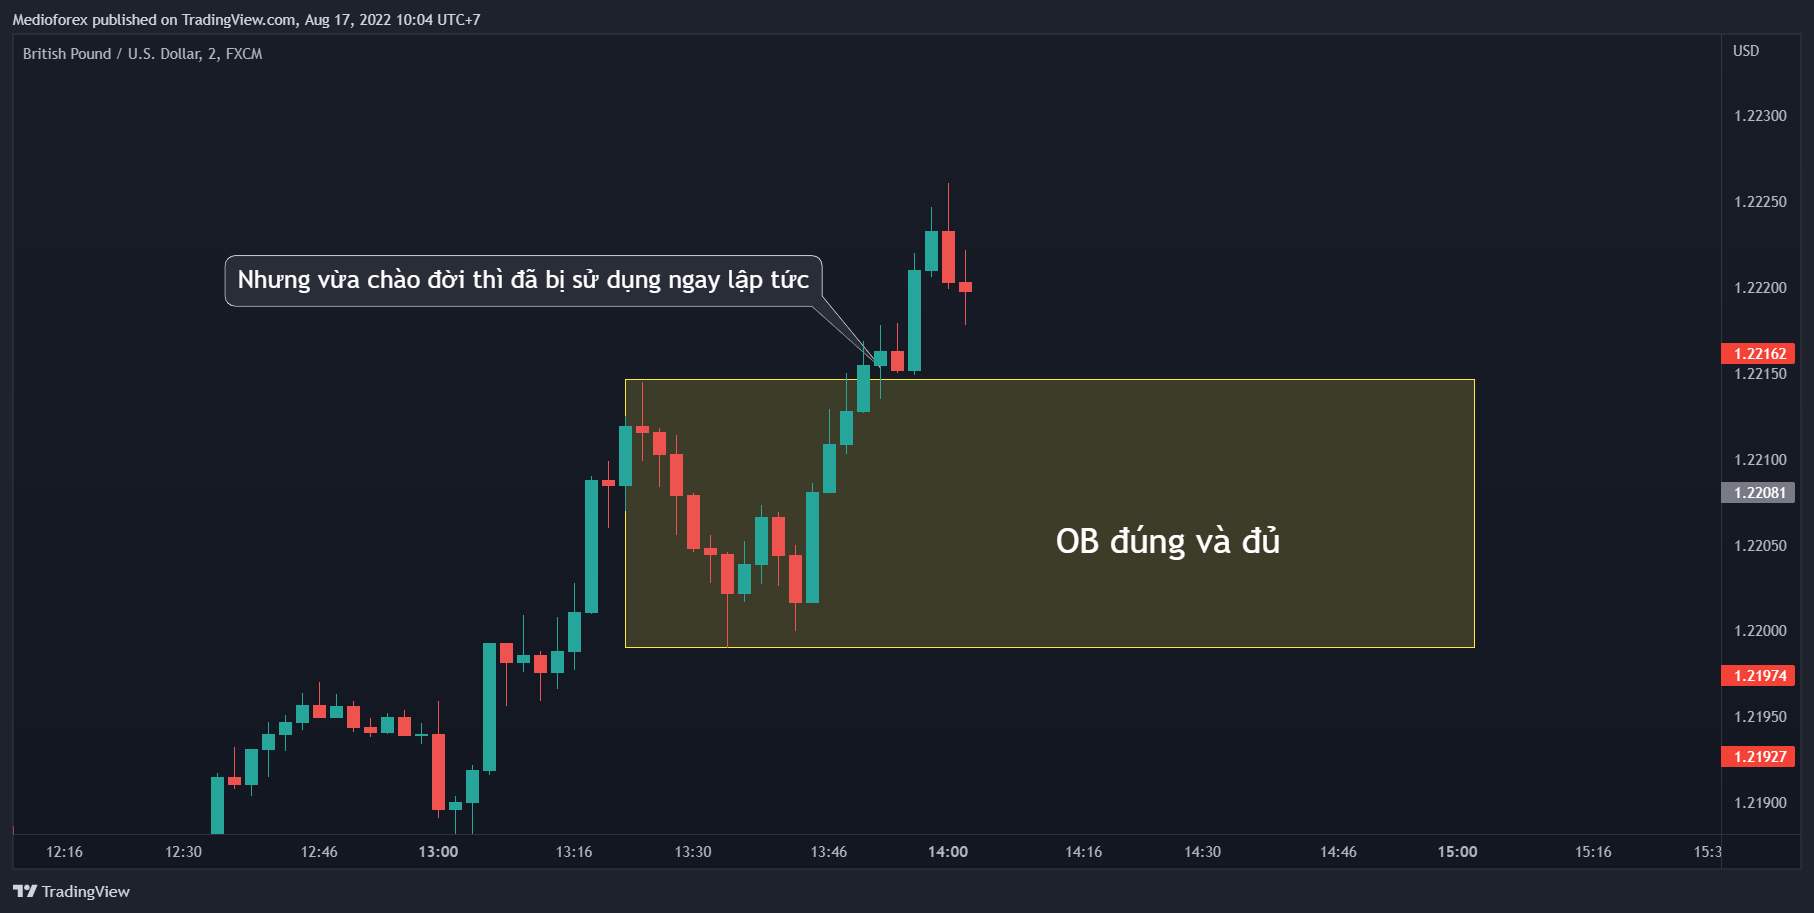 Medioforex published on TradingView.com, Aug 17, 2022 10:04 UTC+7
British Pound / U.S. Dollar, 2, FXCM
USD
1.22300
1.22250
Nhưng vừa chào đời thì đã bị sử dụng ngay lập tức
1.22200
1.22162
1.22150
1.22100
1.22081
OB đúng và đủ
1.22050
1.22000
1.21974
1.21950
1.21927
1.21900
12:16 12:30 12:46 13:00 13:16 13:30 13:46 14:00 14:16 14:30 14:46 15:00 15:16 15:3
TradingView